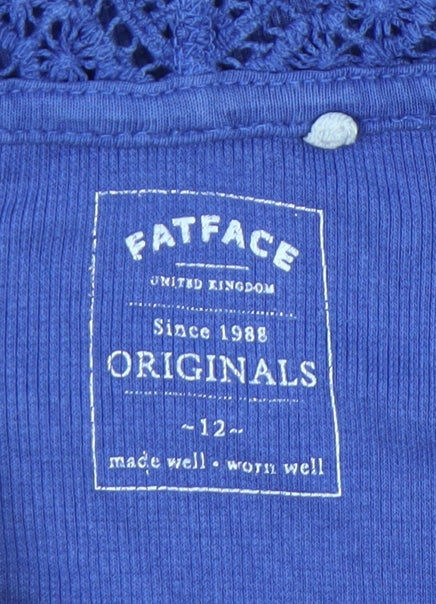 FATFACE
UNITED KINGDOM
Since 1988
ORIGINALS
~12~
made well • worn well